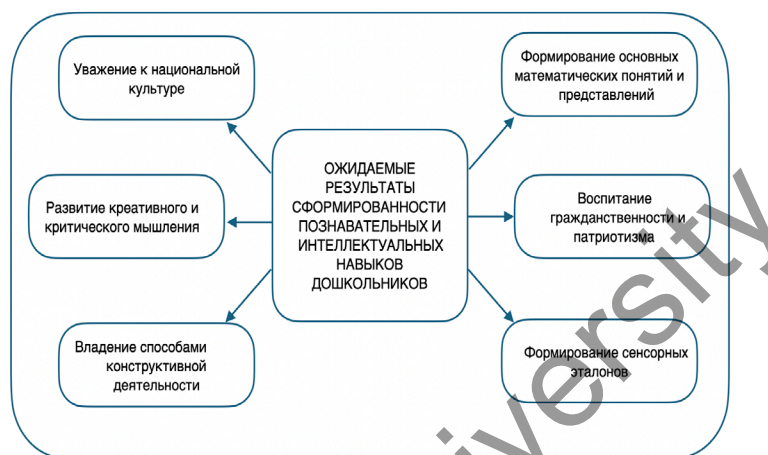 Уважение к национальной
культуре
Формирование основных
математических понятий и
представлений
ОЖИДАЕМЫЕ
РЕЗУЛЬТАТЫ
СФОРМИРОВАННОСТИ
ПОЗНАВАТЕЛЬНЫХ И
ИНТЕЛЛЕКТУАЛЬНЫХ
НАВЫКОВ
ДОШКОЛЬНИКОВ
Развитие креативного и
критического мышления
Воспитание
гражданственности и
патриотизма
Владение способами
конструктивной
деятельности
Формирование сенсорных
эталонов
iversity